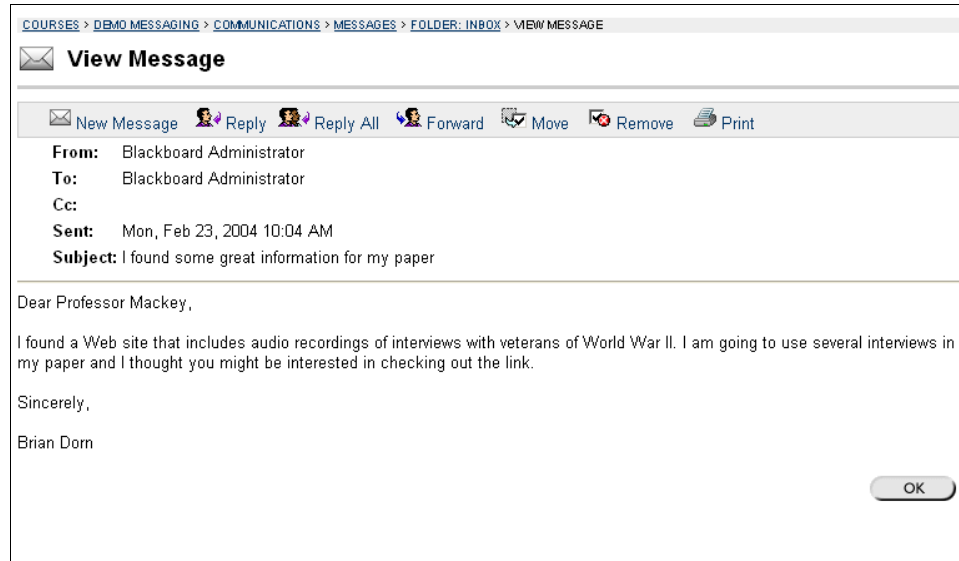 COURSES > DEMO MESSAGING > COMMUNICATIONS > MESSAGES > FOLDER: INBOX > VIEW MESSAGE
View Message
New Message Reply Reply All Forward Move Remove Print
From: Blackboard Administrator
To: Blackboard Administrator
Cc:
Sent: Mon, Feb 23, 2004 10:04 AM
Subject: I found some great information for my paper
Dear Professor Mackey,
I found a Web site that includes audio recordings of interviews with veterans of World War II. I am going to use several interviews in
my paper and I thought you might be interested in checking out the link.
Sincerely,
Brian Dorn
OK